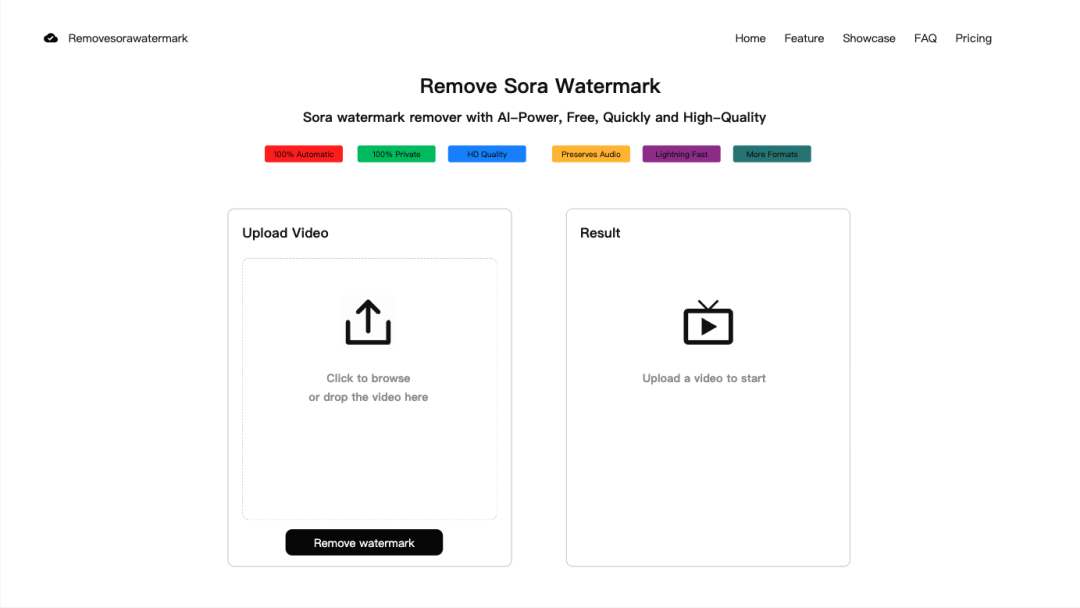 Removesorawatermark
Home Feature Showcase FAQ Pricing
Remove Sora Watermark
Sora watermark remover with AI-Power, Free, Quickly and High-Quality
100% Automatic 100% Private HD Quality Preserves Audio Lightning Fast More Formats
Upload Video
Click to browse
or drop the video here
Remove watermark
Result
Upload a video to start